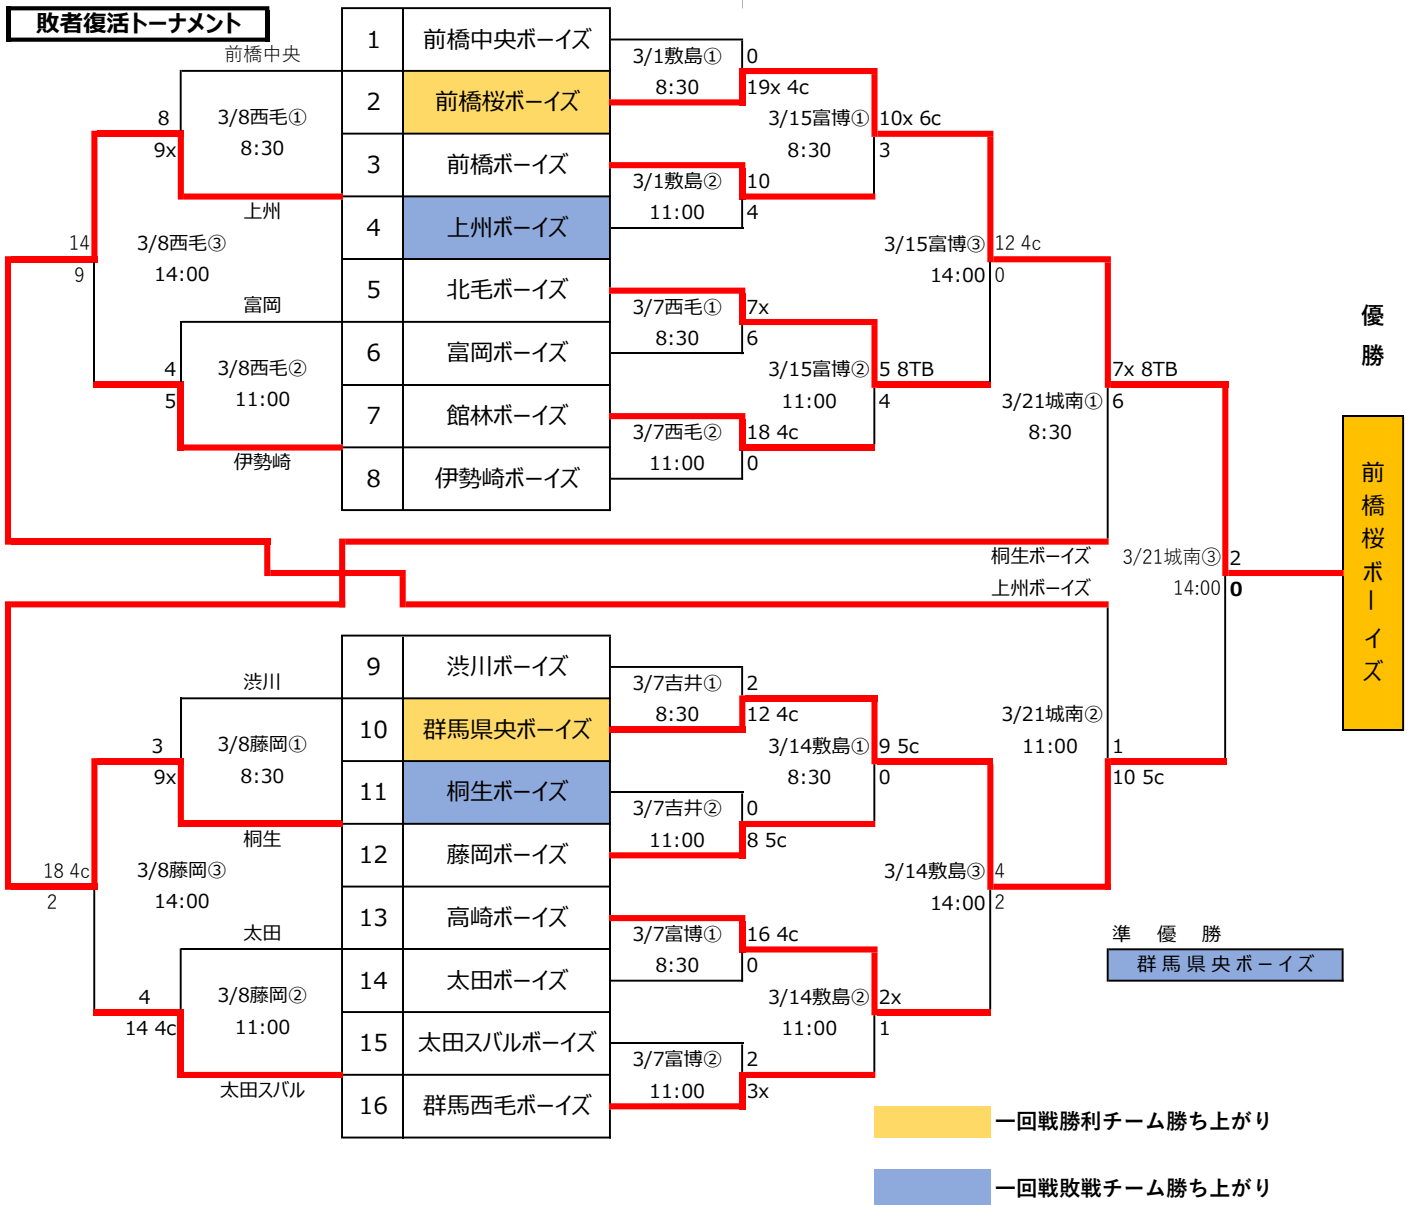 敗者復活トーナメント
前橋中央
8
9x
3/8西毛①
8:30
上州
14
9
3/8西毛③
14:00
富岡
4
5
3/8西毛②
11:00
伊勢崎
1 前橋中央ボーイズ
2 前橋桜ボーイズ
3 前橋ボーイズ
4 上州ボーイズ
5 北毛ボーイズ
6 富岡ボーイズ
7 館林ボーイズ
8 伊勢崎ボーイズ
3/1敷島①
8:30
0
19x 4c
3/1敷島②
11:00
10
4
3/7西毛①
8:30
7x
6
3/7西毛②
11:00
18 4c
0
3/15富博①
8:30
10x 6c
3
3/15富博②
11:00
5 8TB
4
3/15富博③
14:00
12 4c
0
3/21城南①
8:30
7x 8TB
6
桐生ボーイズ
上州ボーイズ
3/21城南③
14:00
2
0
優勝
前橋桜ボーイズ
渋川
3
9x
3/8藤岡①
8:30
桐生
18 4c
2
3/8藤岡③
14:00
太田
4
14 4c
3/8藤岡②
11:00
太田スバル
9 渋川ボーイズ
10 群馬県央ボーイズ
11 桐生ボーイズ
12 藤岡ボーイズ
13 高崎ボーイズ
14 太田ボーイズ
15 太田スバルボーイズ
16 群馬西毛ボーイズ
3/7吉井①
8:30
2
12 4c
3/7吉井②
11:00
0
8 5c
3/7富博①
8:30
16 4c
0
3/7富博②
11:00
2
3x
3/14敷島①
8:30
9 5c
0
3/14敷島②
11:00
2x
1
3/14敷島③
14:00
4
2
3/21城南②
11:00
1
10 5c
準 優 勝
群馬県央ボーイズ
一回戦勝利チーム勝ち上がり
一回戦敗戦チーム勝ち上がり